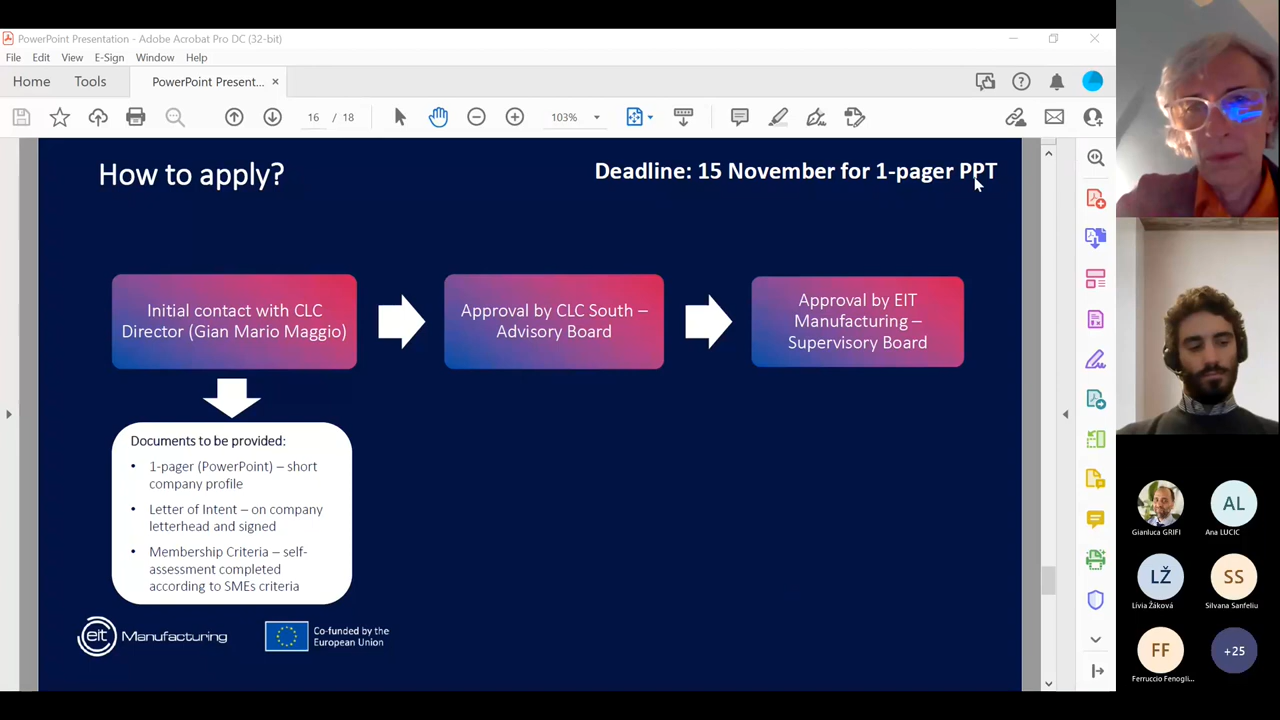 PowerPoint Presentation - Adobe Acrobat Pro DC (32-bit)
File Edit View E-Sign Window Help
Home Tools PowerPoint Present... ×
16 / 18 103%
How to apply?
Deadline: 15 November for 1-pager PPT
Initial contact with CLC
Director (Gian Mario Maggio)
Approval by CLC South –
Advisory Board
Approval by EIT
Manufacturing –
Supervisory Board
Documents to be provided:
• 1-pager (PowerPoint) – short
company profile
• Letter of Intent – on company
letterhead and signed
• Membership Criteria – self-
assessment completed
according to SMEs criteria
eit Manufacturing
Co-funded by the
European Union
AL
Gianluca GRIFI
Ana LUCIC
LŽ
SS
Lívia Žáková
Silvana Sanfeliu
FF
+25
Ferruccio Fenogli...